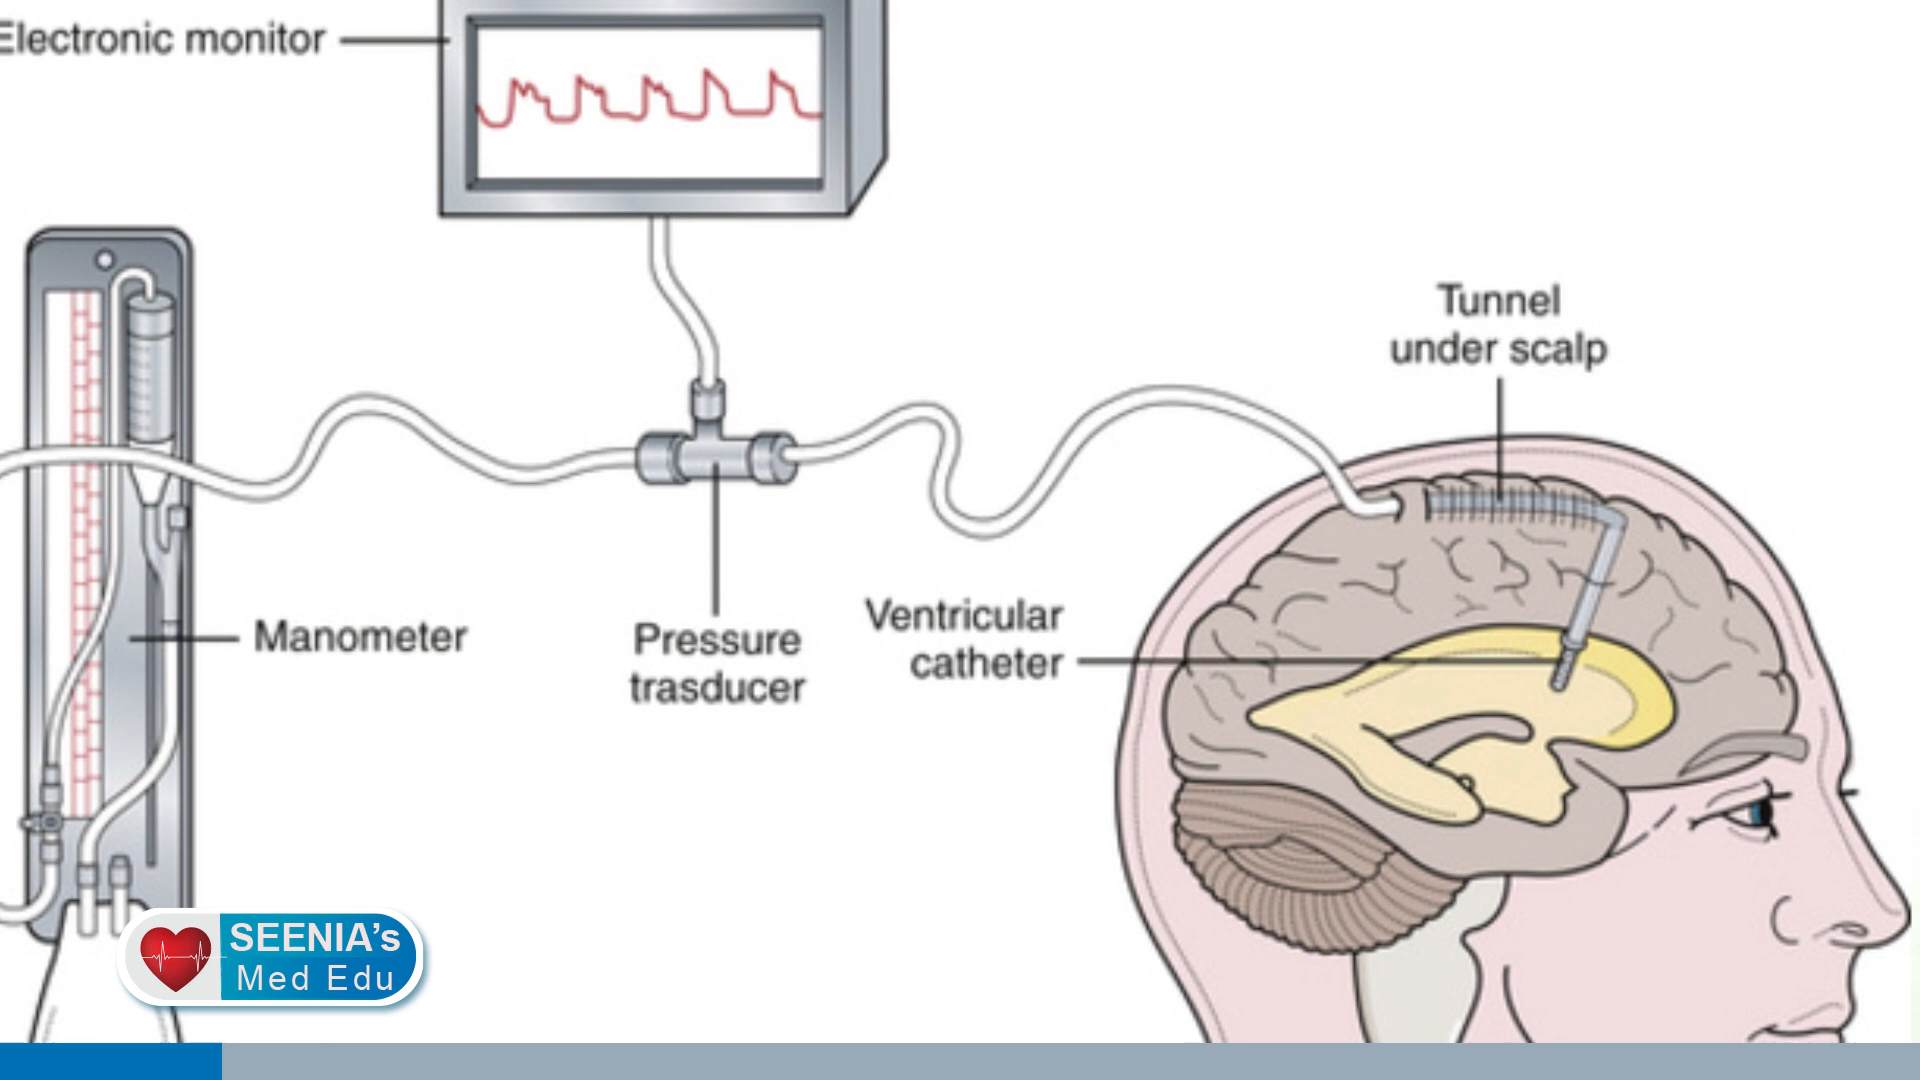 Electronic monitor
Tunnel
under scalp
Ventricular
catheter
Manometer
Pressure
trasducer
SEENIA's
Med Edu